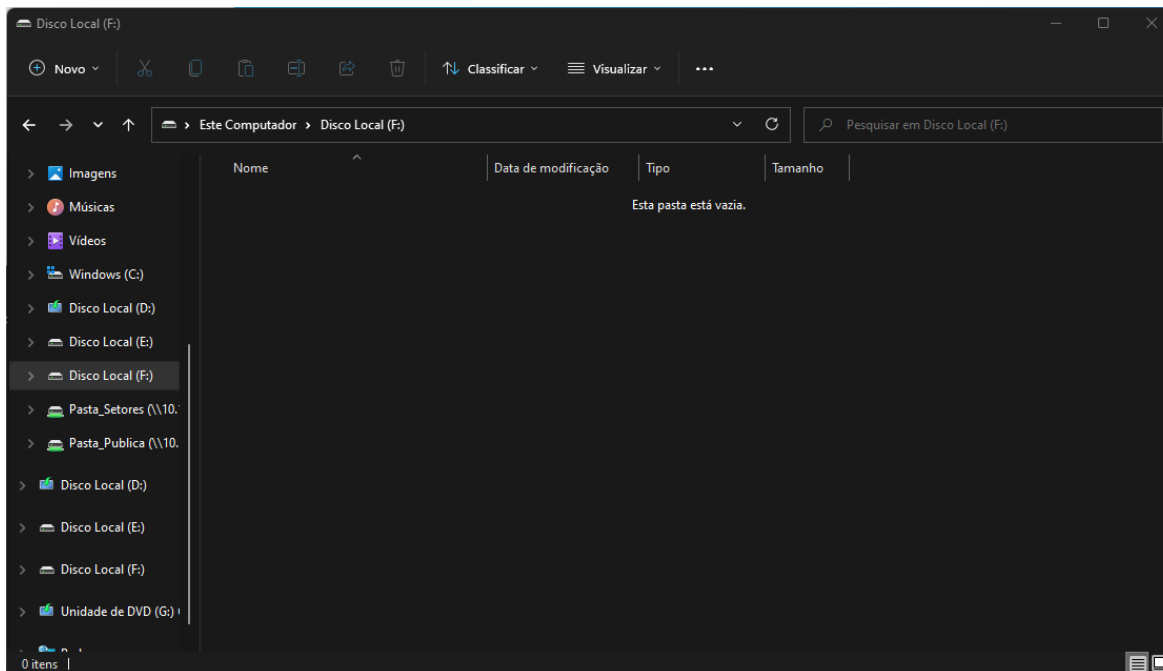 Disco Local (F:)
Novo
Classificar
Visualizar
Este Computador > Disco Local (F:)
Pesquisar em Disco Local (F:)
Nome
Data de modificação
Tipo
Tamanho
Esta pasta está vazia.
Imagens
Músicas
Vídeos
Windows (C:)
Disco Local (D:)
Disco Local (E:)
Disco Local (F:)
Pasta_Setores (\\10.
Pasta_Publica (\\10.
Disco Local (D:)
Disco Local (E:)
Disco Local (F:)
Unidade de DVD (G:)
0 itens